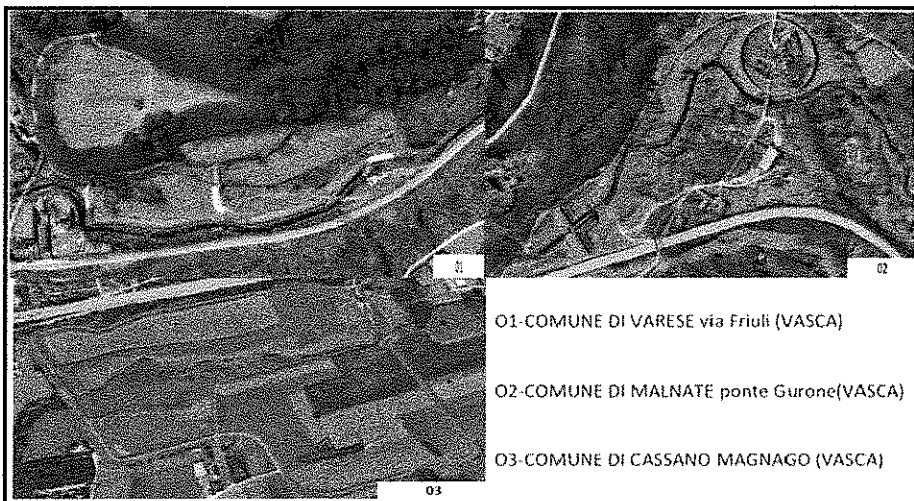 01
02
O1-COMUNE DI VARESE via Friuli (VASCA)
O2-COMUNE DI MALNATE ponte Gurone(VASCA)
O3-COMUNE DI CASSANO MAGNAGO (VASCA)
03